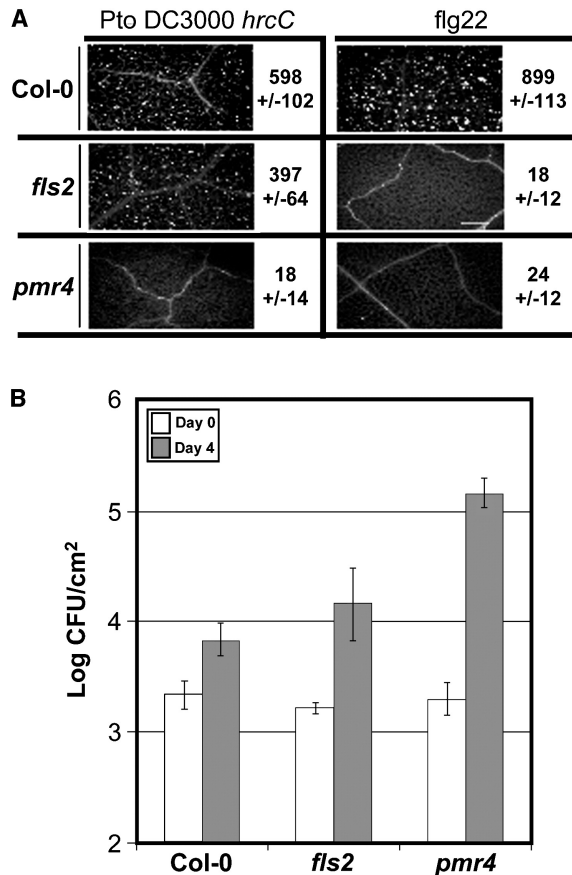 A
Pto DC3000 hrcC
flg22
Col-0
598
+/-102
899
+/-113
fls2
397
+/-64
18
+/-12
pmr4
18
+/-14
24
+/-12
B
Day 0
Day 4
Log CFU/cm²
6
5
4
3
2
Col-0
fls2
pmr4